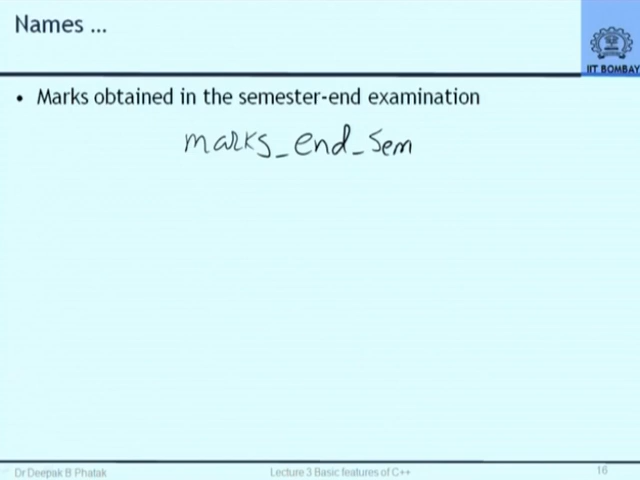 Names ...
IIT BOMBAY
• Marks obtained in the semester-end examination
marks_end_sem
Dr Deepak B Phatak
Lecture 3 Basic features of C++
16